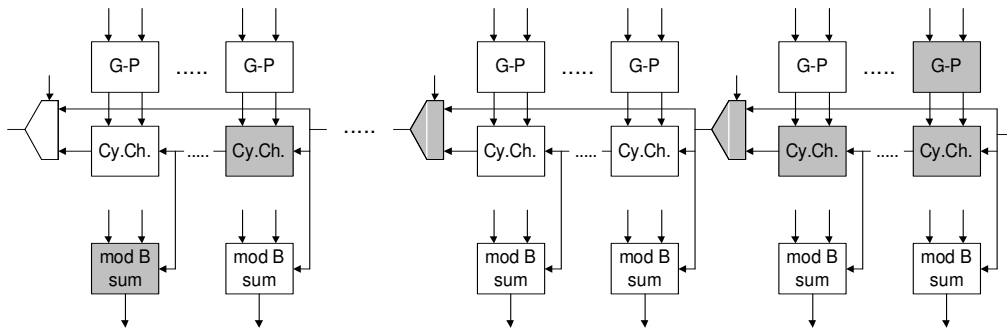 G-P ..... G-P G-P ..... G-P G-P ..... G-P
.....  ..... 
Cy.Ch. ..... Cy.Ch. Cy.Ch. ..... Cy.Ch. Cy.Ch. ..... Cy.Ch.
mod B mod B mod B mod B mod B mod B
sum sum sum sum sum sum